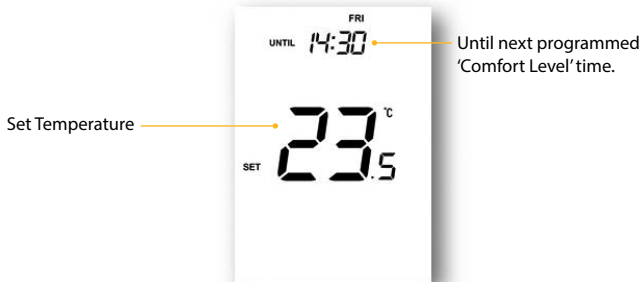 FRI
UNTIL 14:30
Until next programmed
‘Comfort Level’ time.
Set Temperature
°C
SET 23.5